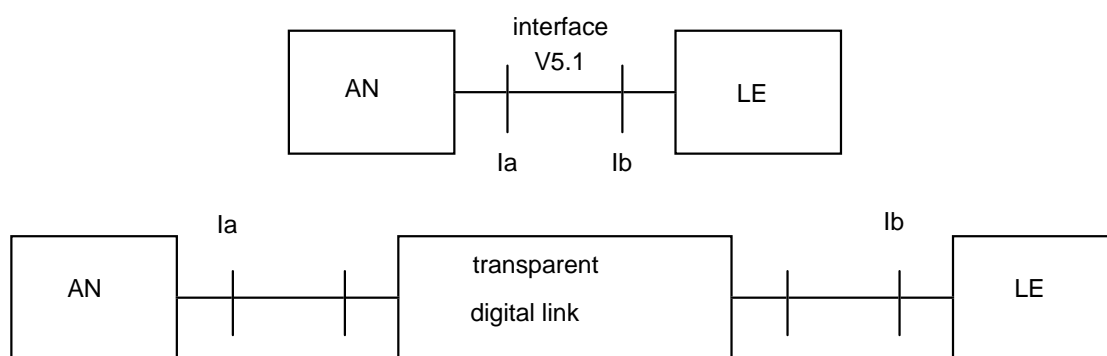 interface
V5.1
AN
LE
Ia
Ib
Ia
Ib
AN
transparent
digital link
LE